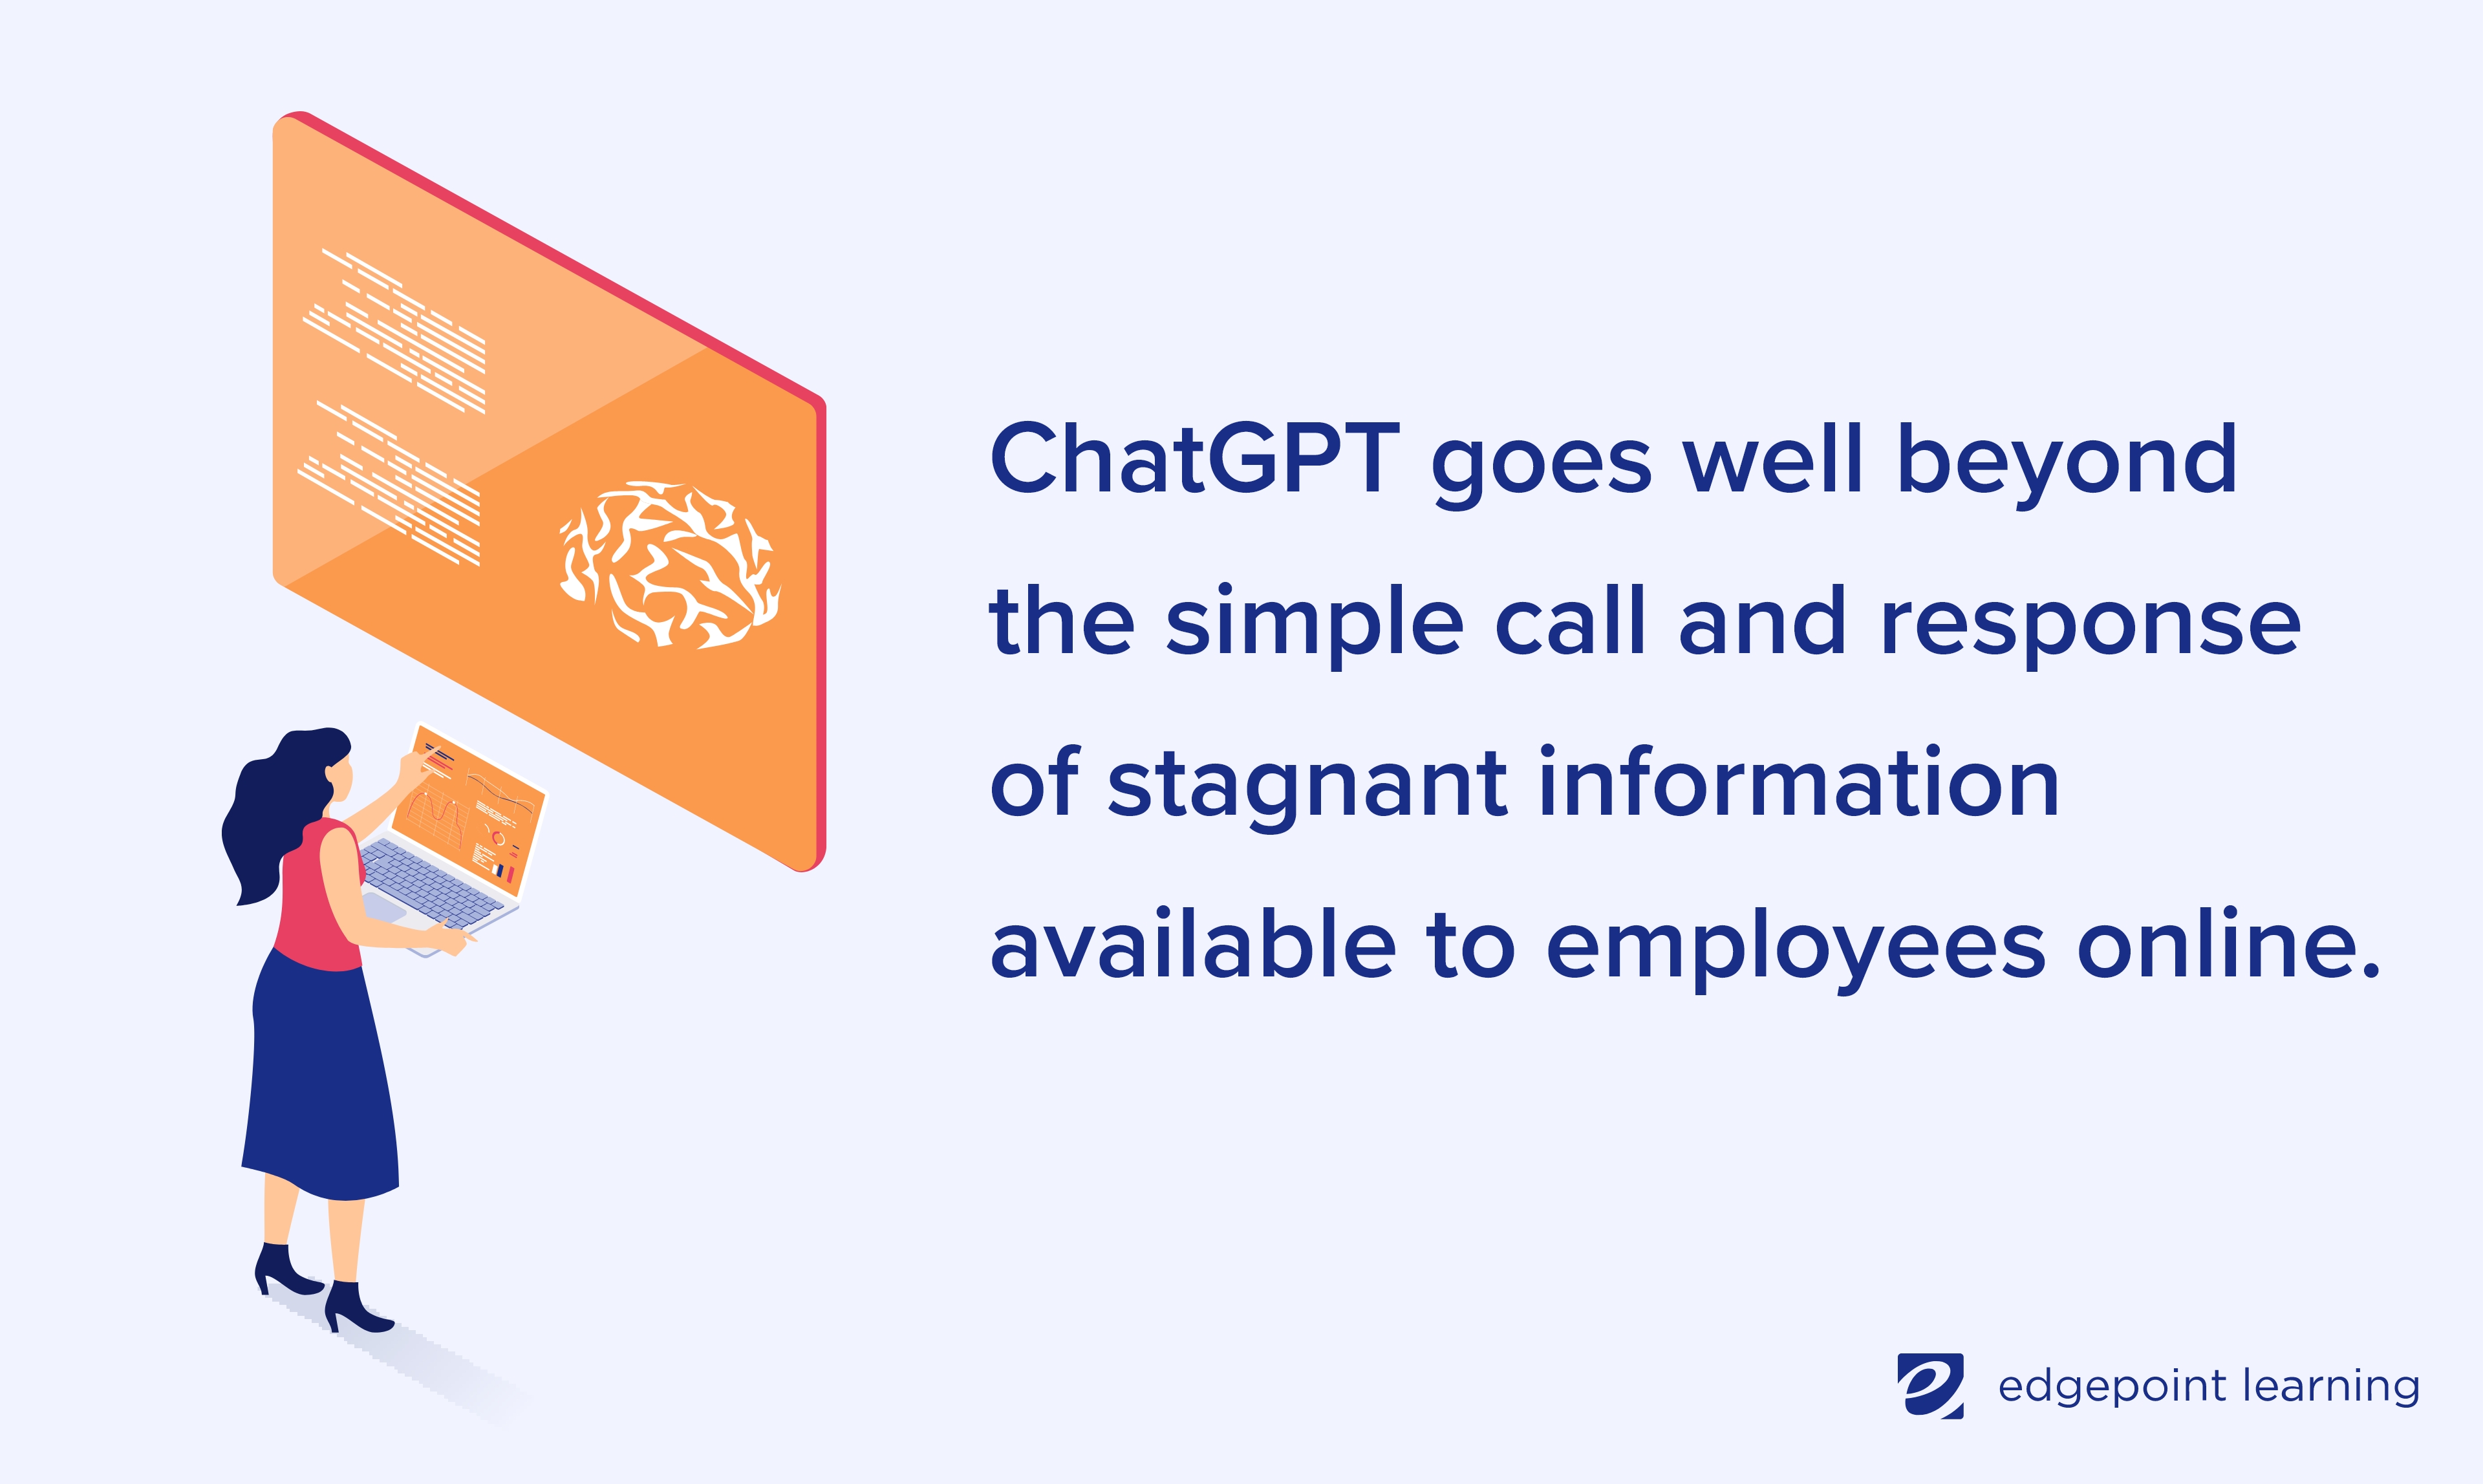 ChatGPT goes well beyond
the simple call and response
of stagnant information
available to employees online.
edgepoint learning